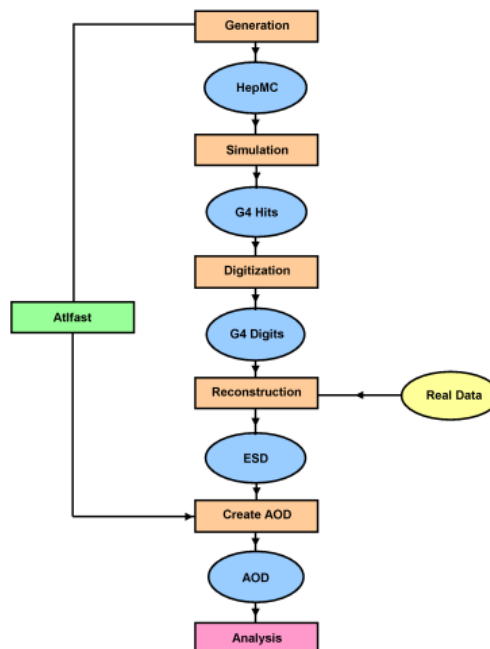 Generation
HepMC
Simulation
G4 Hits
Digitization
Atlfast
G4 Digits
Reconstruction
Real Data
ESD
Create AOD
AOD
Analysis